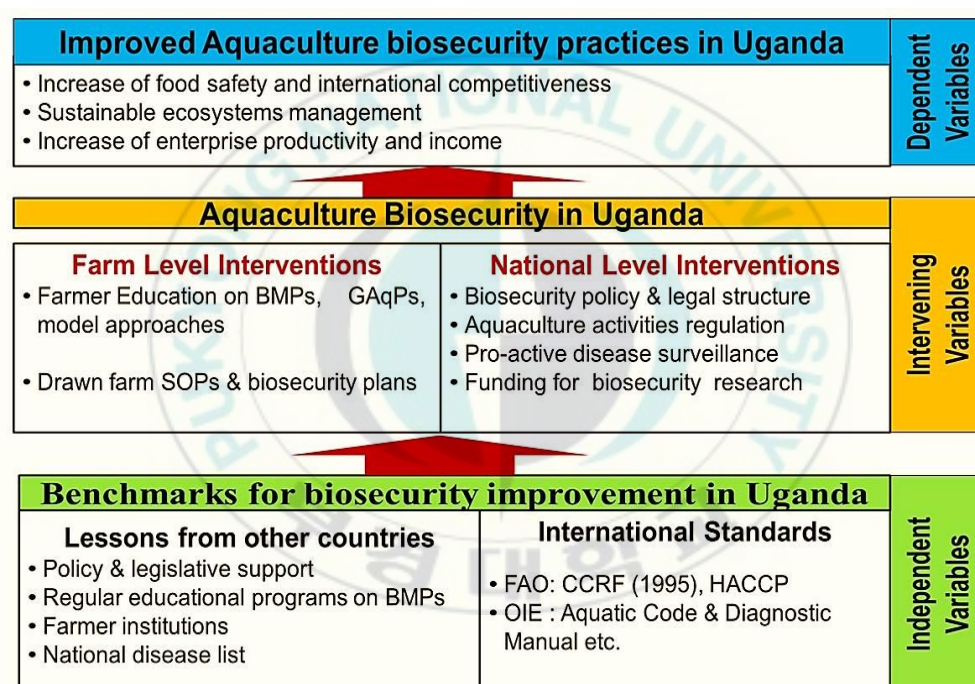 Improved Aquaculture biosecurity practices in Uganda
• Increase of food safety and international competitiveness
• Sustainable ecosystems management
• Increase of enterprise productivity and income
Dependent
Variables
Aquaculture Biosecurity in Uganda
Farm Level Interventions
• Farmer Education on BMPs, GAqPs,
model approaches
• Drawn farm SOPs & biosecurity plans
National Level Interventions
• Biosecurity policy & legal structure
• Aquaculture activities regulation
• Pro-active disease surveillance
• Funding for biosecurity research
Intervening
Variables
Benchmarks for biosecurity improvement in Uganda
Lessons from other countries
• Policy & legislative support
• Regular educational programs on BMPs
• Farmer institutions
• National disease list
International Standards
• FAO: CCRF (1995), HACCP
• OIE : Aquatic Code & Diagnostic
Manual etc.
Independent
Variables
PUKYONG NATIONAL UNIVERSITY